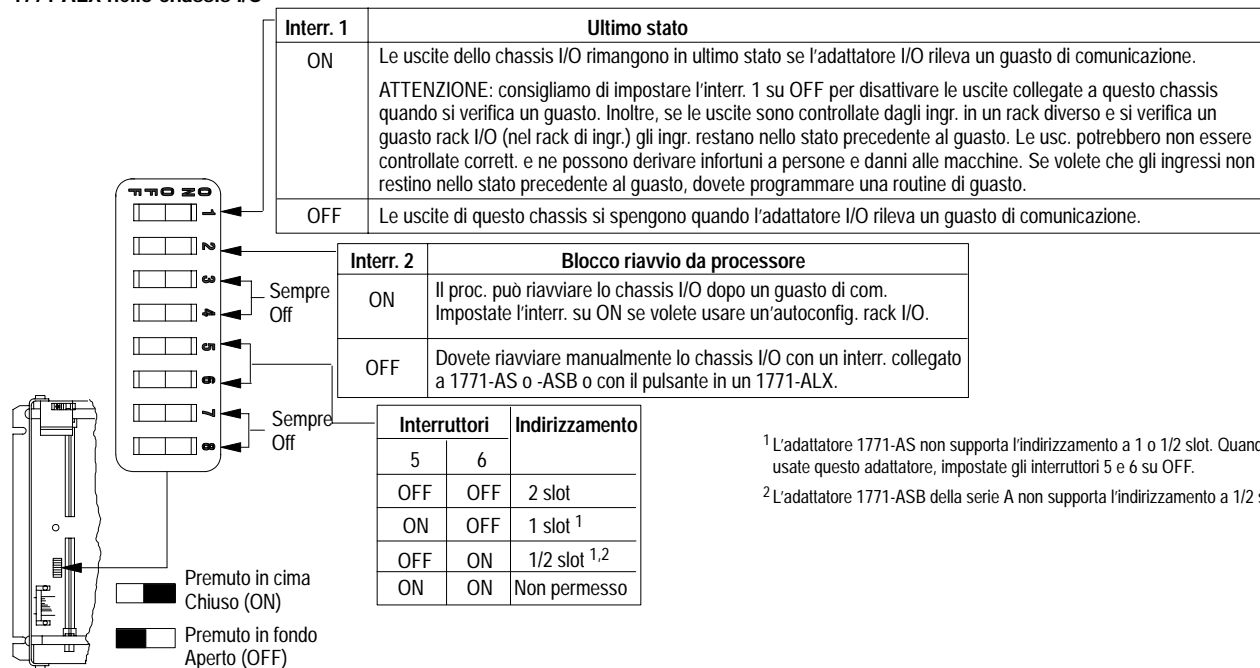 1771-ALX nello chassis I/O
Interr. 1 Ultimo stato
ON Le uscite dello chassis I/O rimangono in ultimo stato se l'adattatore I/O rileva un guasto di comunicazione.
ATTENZIONE: consigliamo di impostare l'interr. 1 su OFF per disattivare le uscite collegate a questo chassis
quando si verifica un guasto. Inoltre, se le uscite sono controllate dagli ingr. in un rack diverso e si verifica un
guasto rack I/O (nel rack di ingr.) gli ingr. restano nello stato precedente al guasto. Le usc. potrebbero non essere
controllate corrett. e ne possono derivare infortuni a persone e danni alle macchine. Se volete che gli ingressi non
restino nello stato precedente al guasto, dovete programmare una routine di guasto.
OFF Le uscite di questo chassis si spengono quando l'adattatore I/O rileva un guasto di comunicazione.
OFF ON
1
2
3
4
5
6
7
8
Sempre
Off
Sempre
Off
Interr. 2 Blocco riavvio da processore
ON Il proc. può riavviare lo chassis I/O dopo un guasto di com.
Impostate l'interr. su ON se volete usare un'autoconfig. rack I/O.
OFF Dovete riavviare manualmente lo chassis I/O con un interr. collegato
a 1771-AS o -ASB o con il pulsante in un 1771-ALX.
Interruttori Indirizzamento
5 6
OFF OFF 2 slot
ON OFF 1 slot 1
OFF ON 1/2 slot 1,2
ON ON Non permesso
1 L'adattatore 1771-AS non supporta l'indirizzamento a 1 o 1/2 slot.
usate questo adattatore, impostate gli interruttori 5 e 6 su OFF.
2 L'adattatore 1771-ASB della serie A non supporta l'indirizzamento a 1/2
Premuto in cima
Chiuso (ON)
Premuto in fondo
Aperto (OFF)